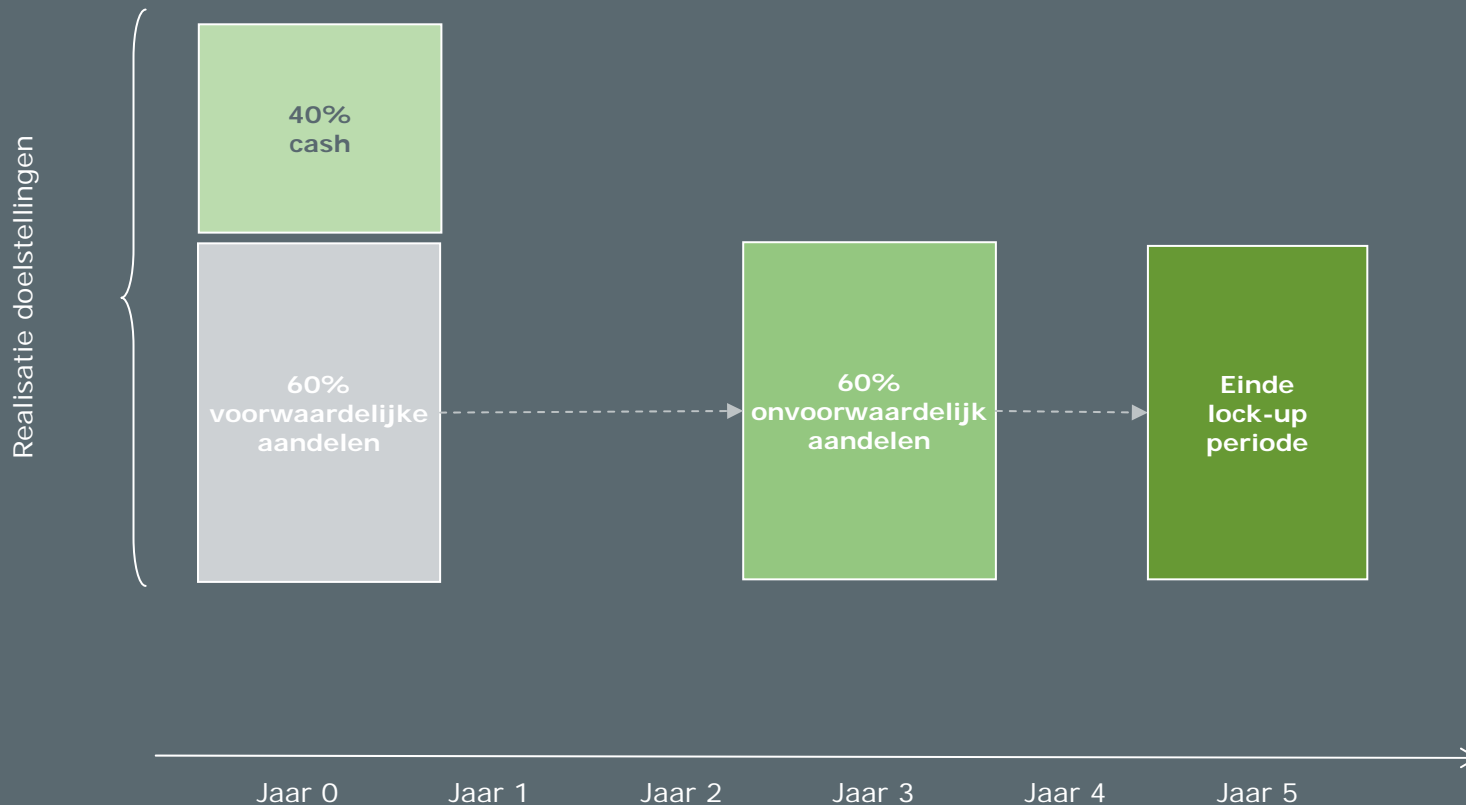 Realisatie doelstellingen
40%
cash
60%
voorwaardelijke
aandelen
60%
onvoorwaardelijk
aandelen
Einde
lock-up
periode
Jaar 0
Jaar 1
Jaar 2
Jaar 3
Jaar 4
Jaar 5